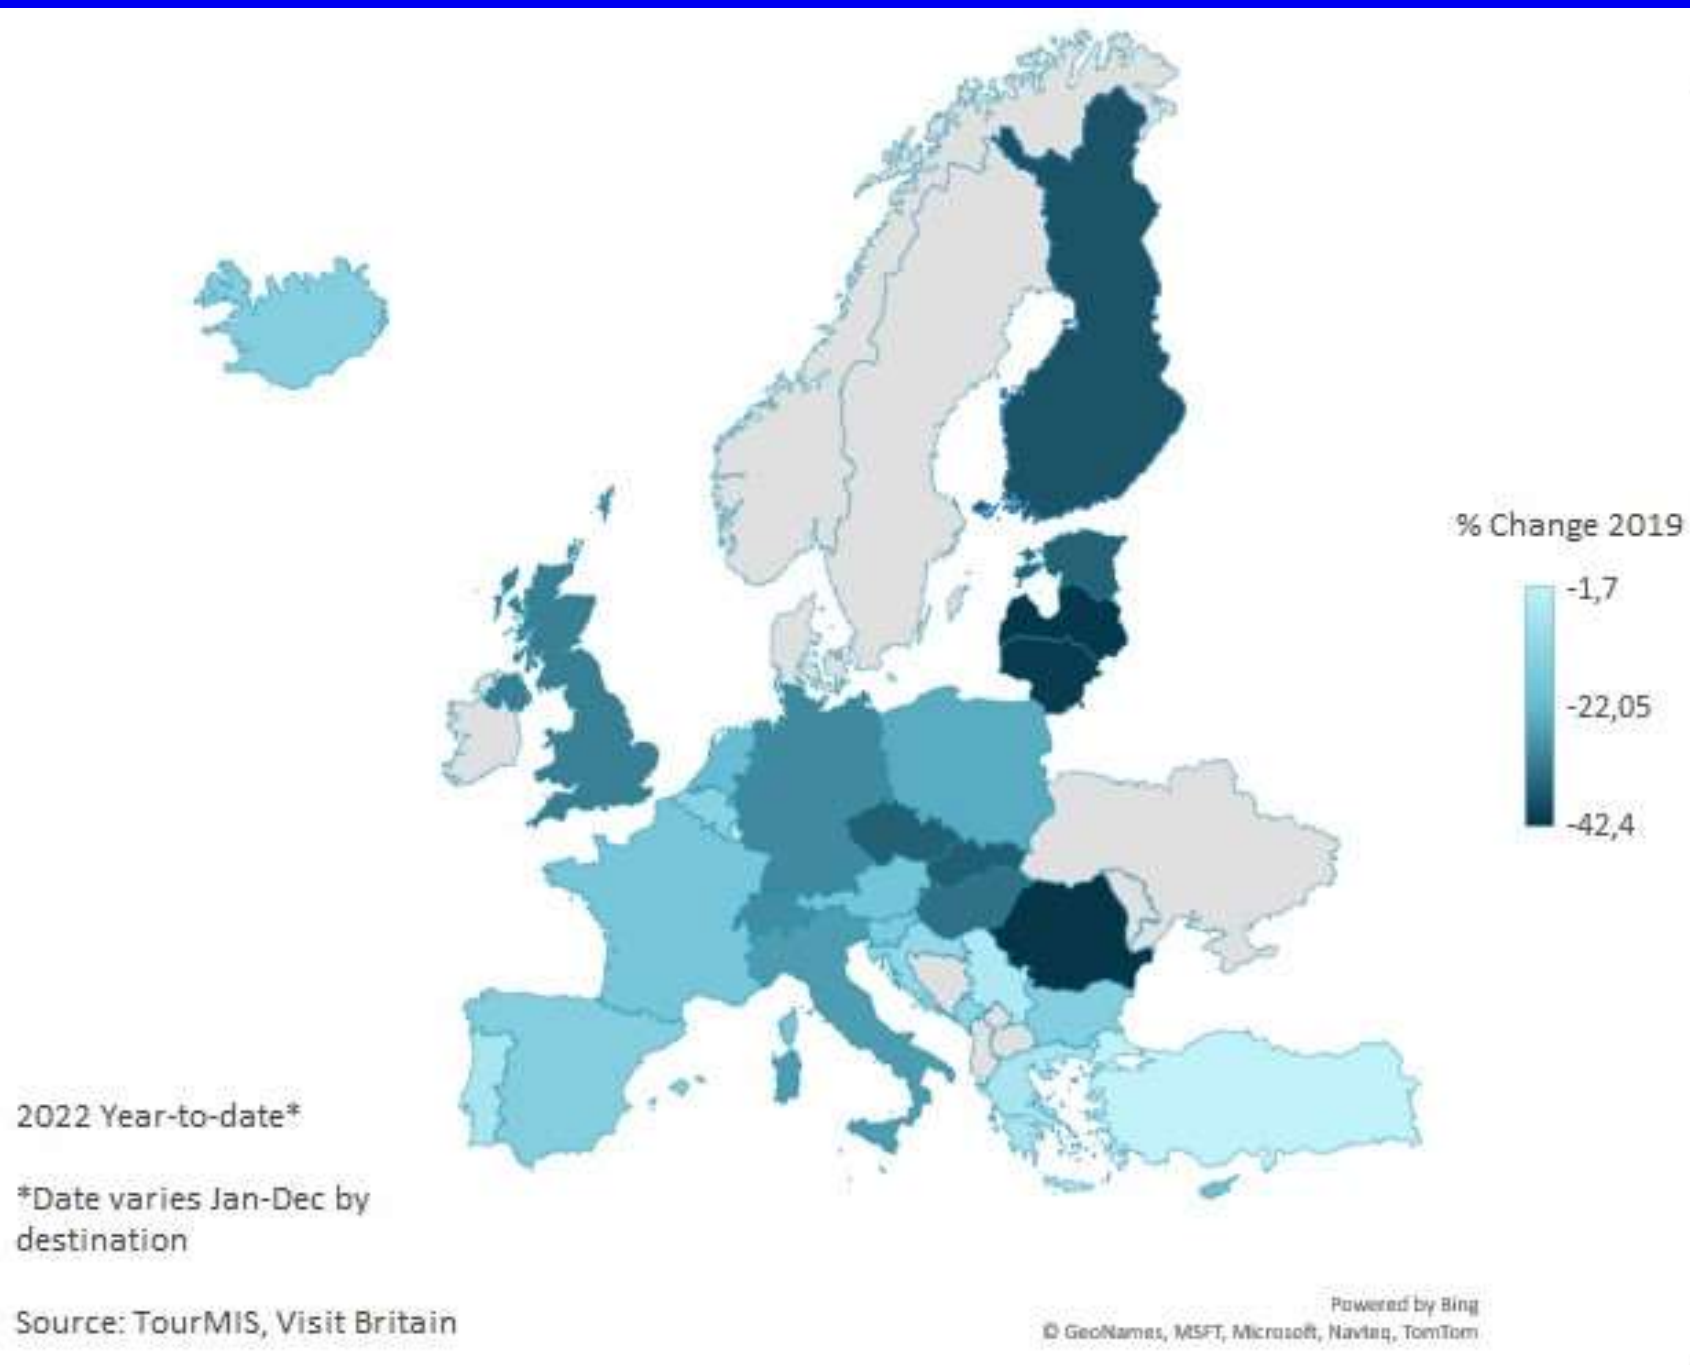 % Change 2019
-1,7
-22,05
-42,4
2022 Year-to-date*
*Date varies Jan-Dec by
destination
Source: TourMIS, Visit Britain
Powered by Bing
© GeoNames, MSFT, Microsoft, Navteq, TomTom